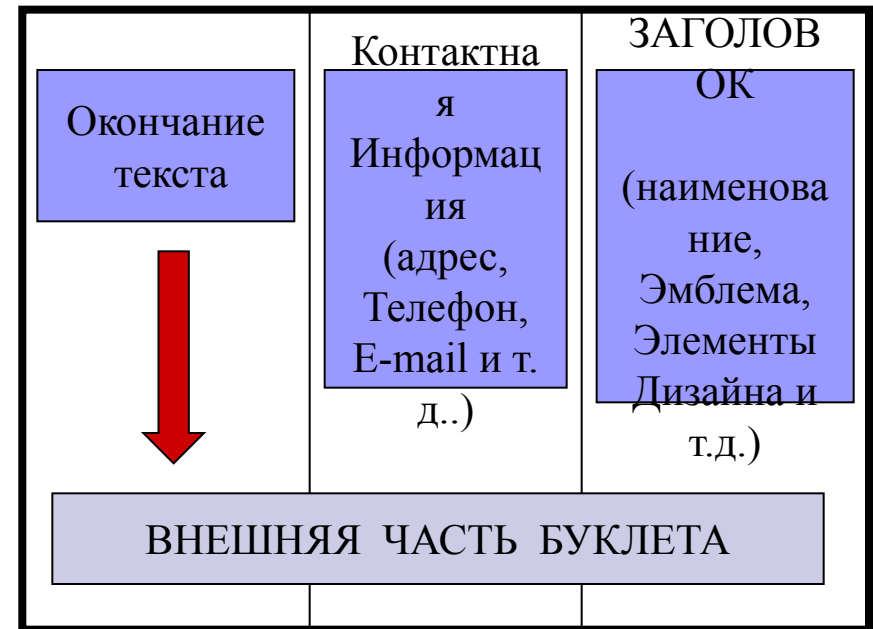 Окончание
текста
Контактна
я
Информац
ия
(адрес,
Телефон,
E-mail и т.
д..)
ЗАГОЛОВ
ОК
(наименова
ние,
Эмблема,
Элементы
Дизайна и
т.д.)
ВНЕШНЯЯ ЧАСТЬ БУКЛЕТА